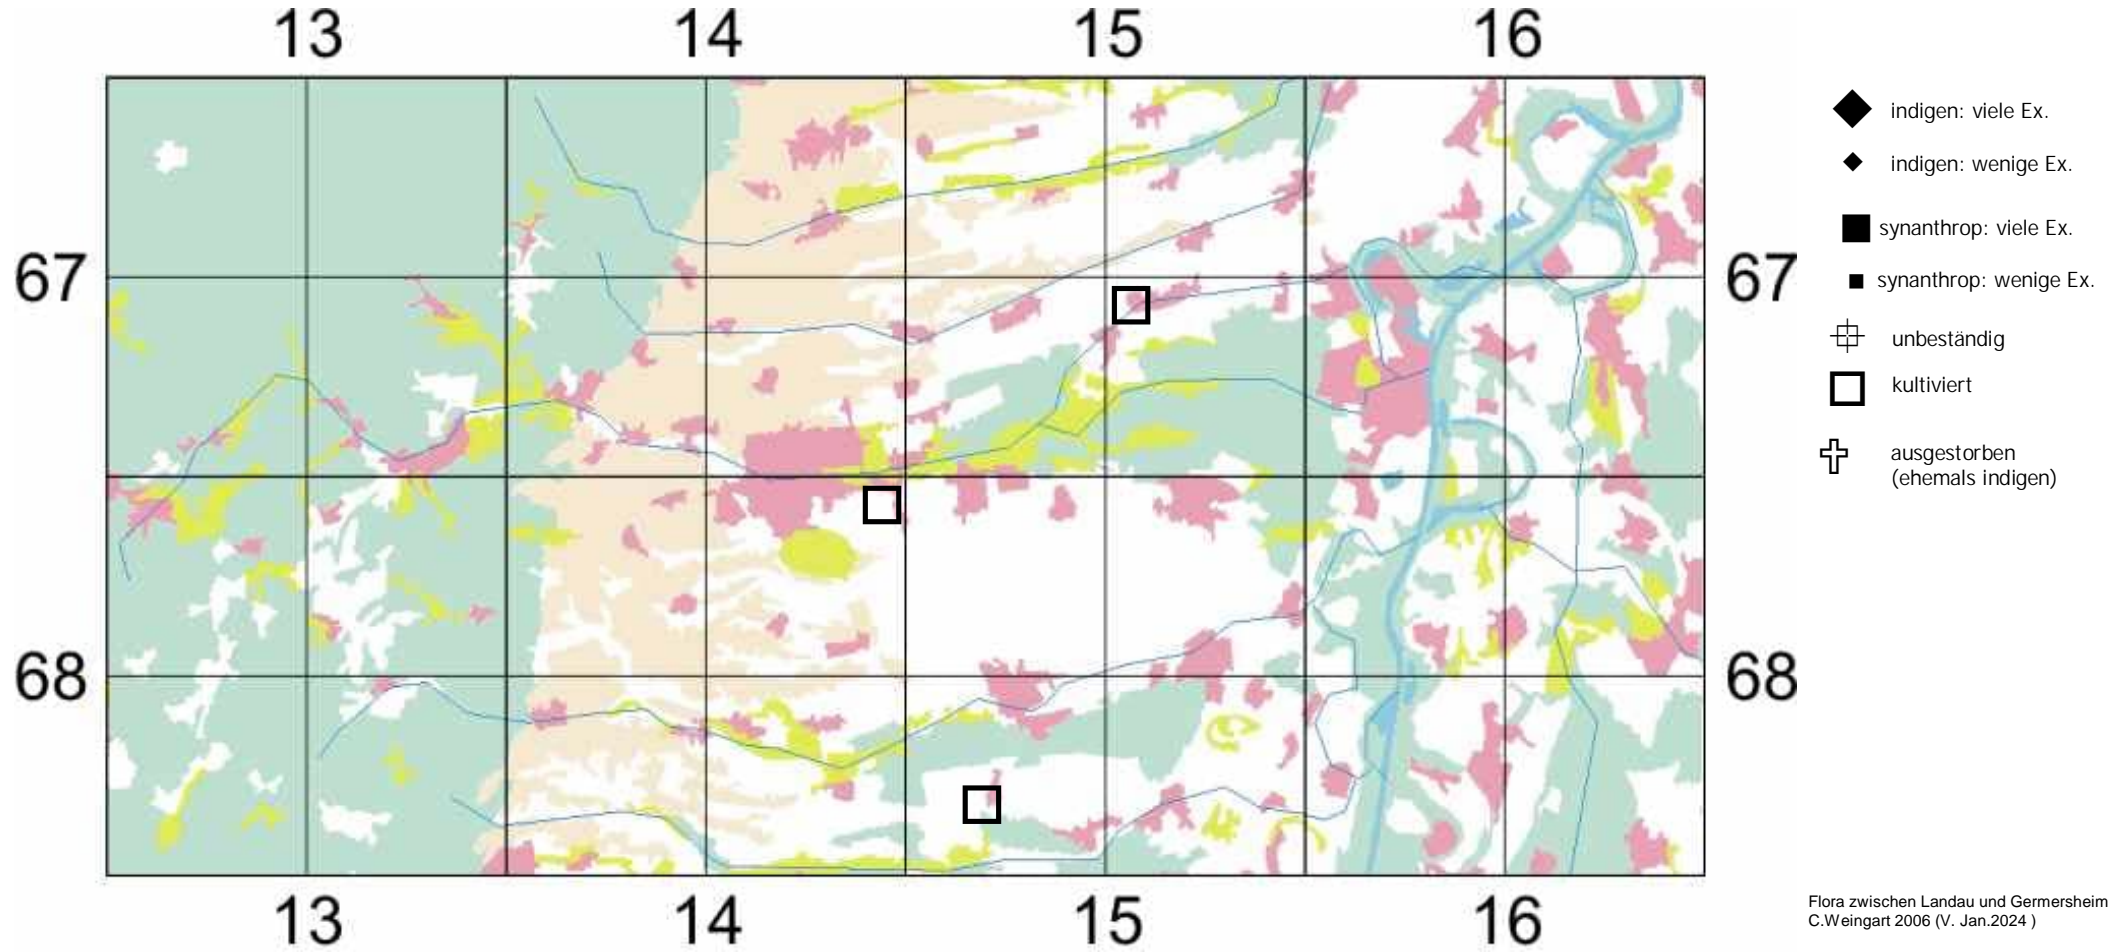 13 14 15 16
67 67
68 68
13 14 15 16
indigen: viele Ex.
indigen: wenige Ex.
synanthrop: viele Ex.
synanthrop: wenige Ex.
unbeständig
kultiviert
ausgestorben
(ehemals indigen)
Flora zwischen Landau und Germersheim
C.Weingart 2006 (V. Jan.2024 )